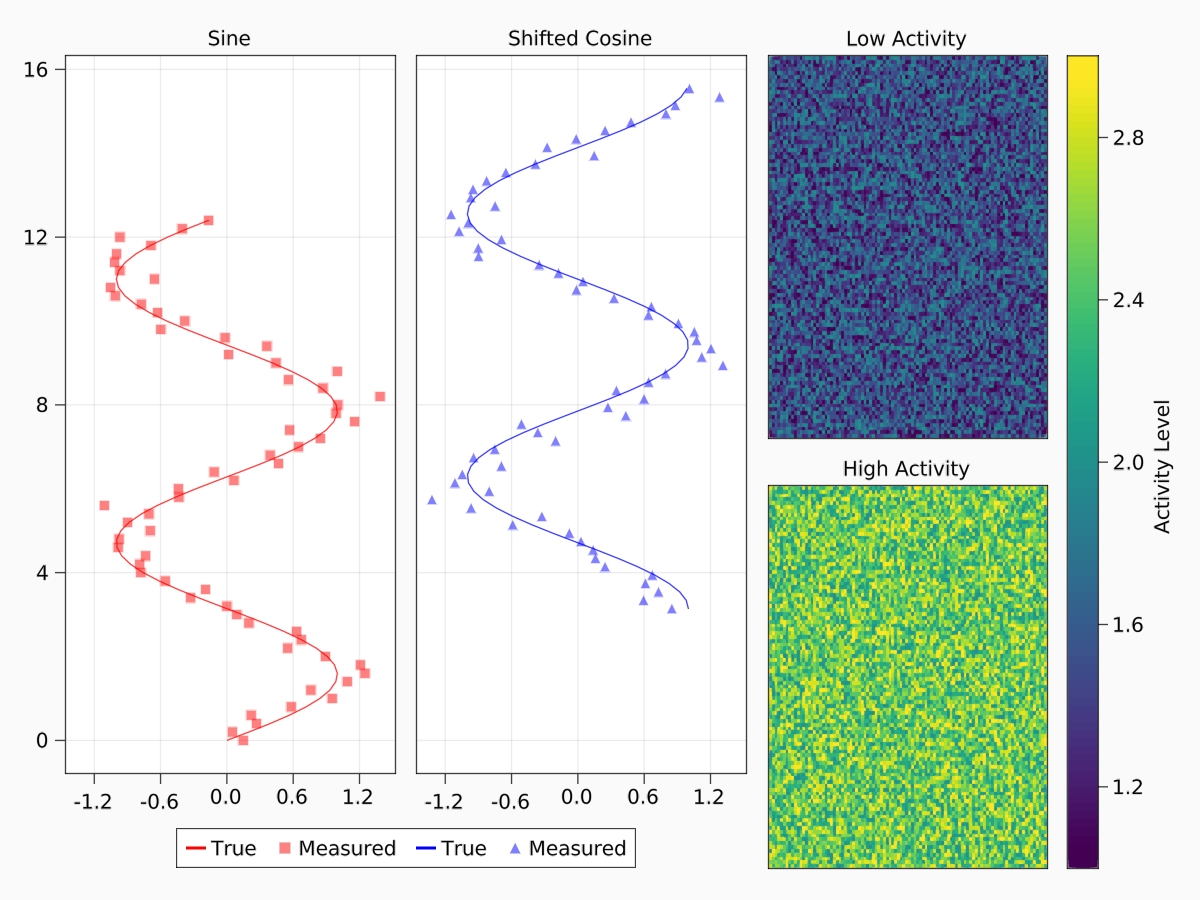 Sine
Shifted Cosine
Low Activity
16
12
8
4
0
-1.2 -0.6 0.0 0.6 1.2
-1.2 -0.6 0.0 0.6 1.2
True Measured True Measured
High Activity
2.8
2.4
2.0
1.6
1.2
Activity Level